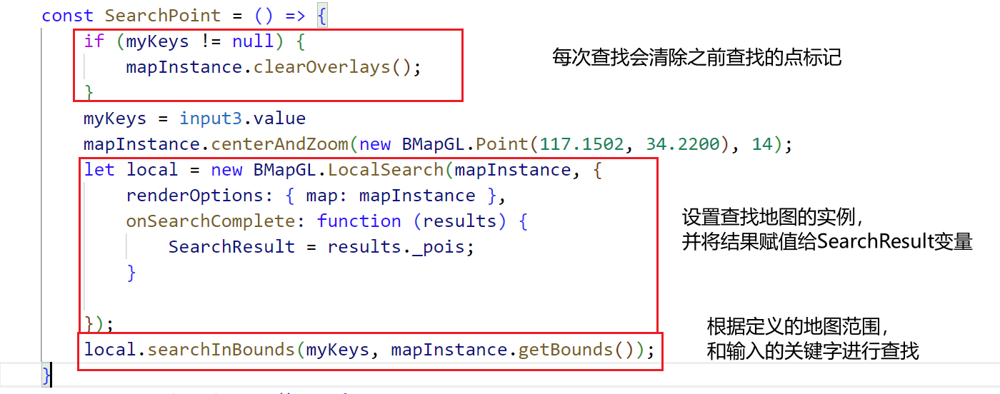 const SearchPoint = () => {
if (myKeys != null) {
每次查找会清除之前查找的点标记
mapInstance.clearOverlays();
}
myKeys = input3.value
mapInstance.centerAndZoom(new BMapGL.Point(117.1502, 34.2200), 14);
let local = new BMapGL.LocalSearch(mapInstance, {
renderOptions: { map: mapInstance },
onSearchComplete: function (results) {
SearchResult = results._pois;
}
设置查找地图的实例，
并将结果赋值给SearchResult变量
});
local.searchInBounds(myKeys, mapInstance.getBounds());
根据定义的地图范围，
和输入的关键字进行查找
}